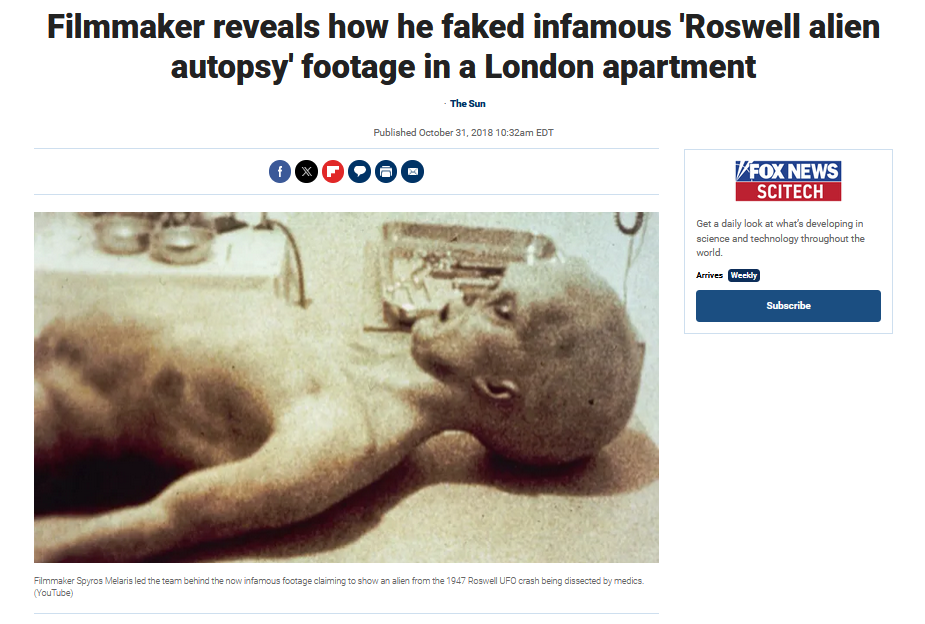 Filmmaker reveals how he faked infamous 'Roswell alien
autopsy' footage in a London apartment
· The Sun
Published October 31, 2018 10:32am EDT
FOX NEWS
SCITECH
Get a daily look at what's developing in
science and technology throughout the
world.
Arrives Weekly
Subscribe
Filmmaker Spyros Melaris led the team behind the now infamous footage claiming to show an alien from the 1947 Roswell UFO crash being dissected by medics.
(YouTube)